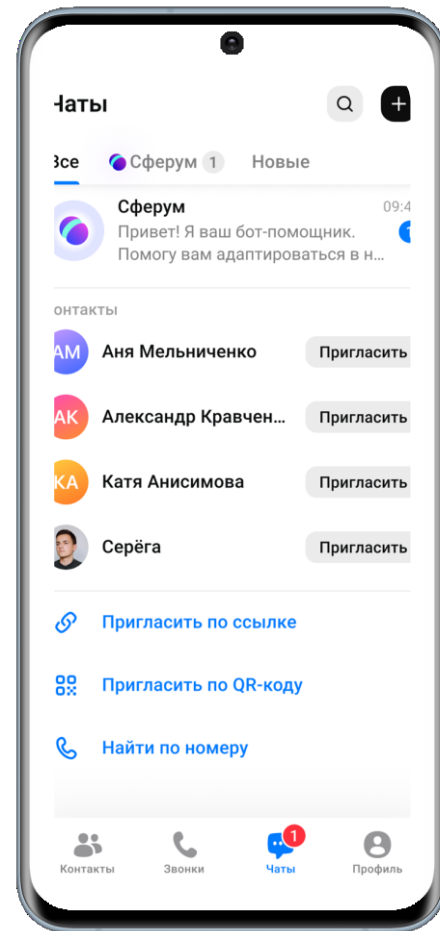 Чаты
Все Сферум 1 Новые
Сферум 09:4
Привет! Я ваш бот-помощник. 1
Помогу вам адаптироваться в н...
онтакты
АМ Аня Мельниченко Пригласить
АК Александр Кравчен... Пригласить
КА Катя Анисимова Пригласить
Серёга Пригласить
Пригласить по ссылке
Пригласить по QR-коду
Найти по номеру
1
Контакты Звонки Чаты Профиль